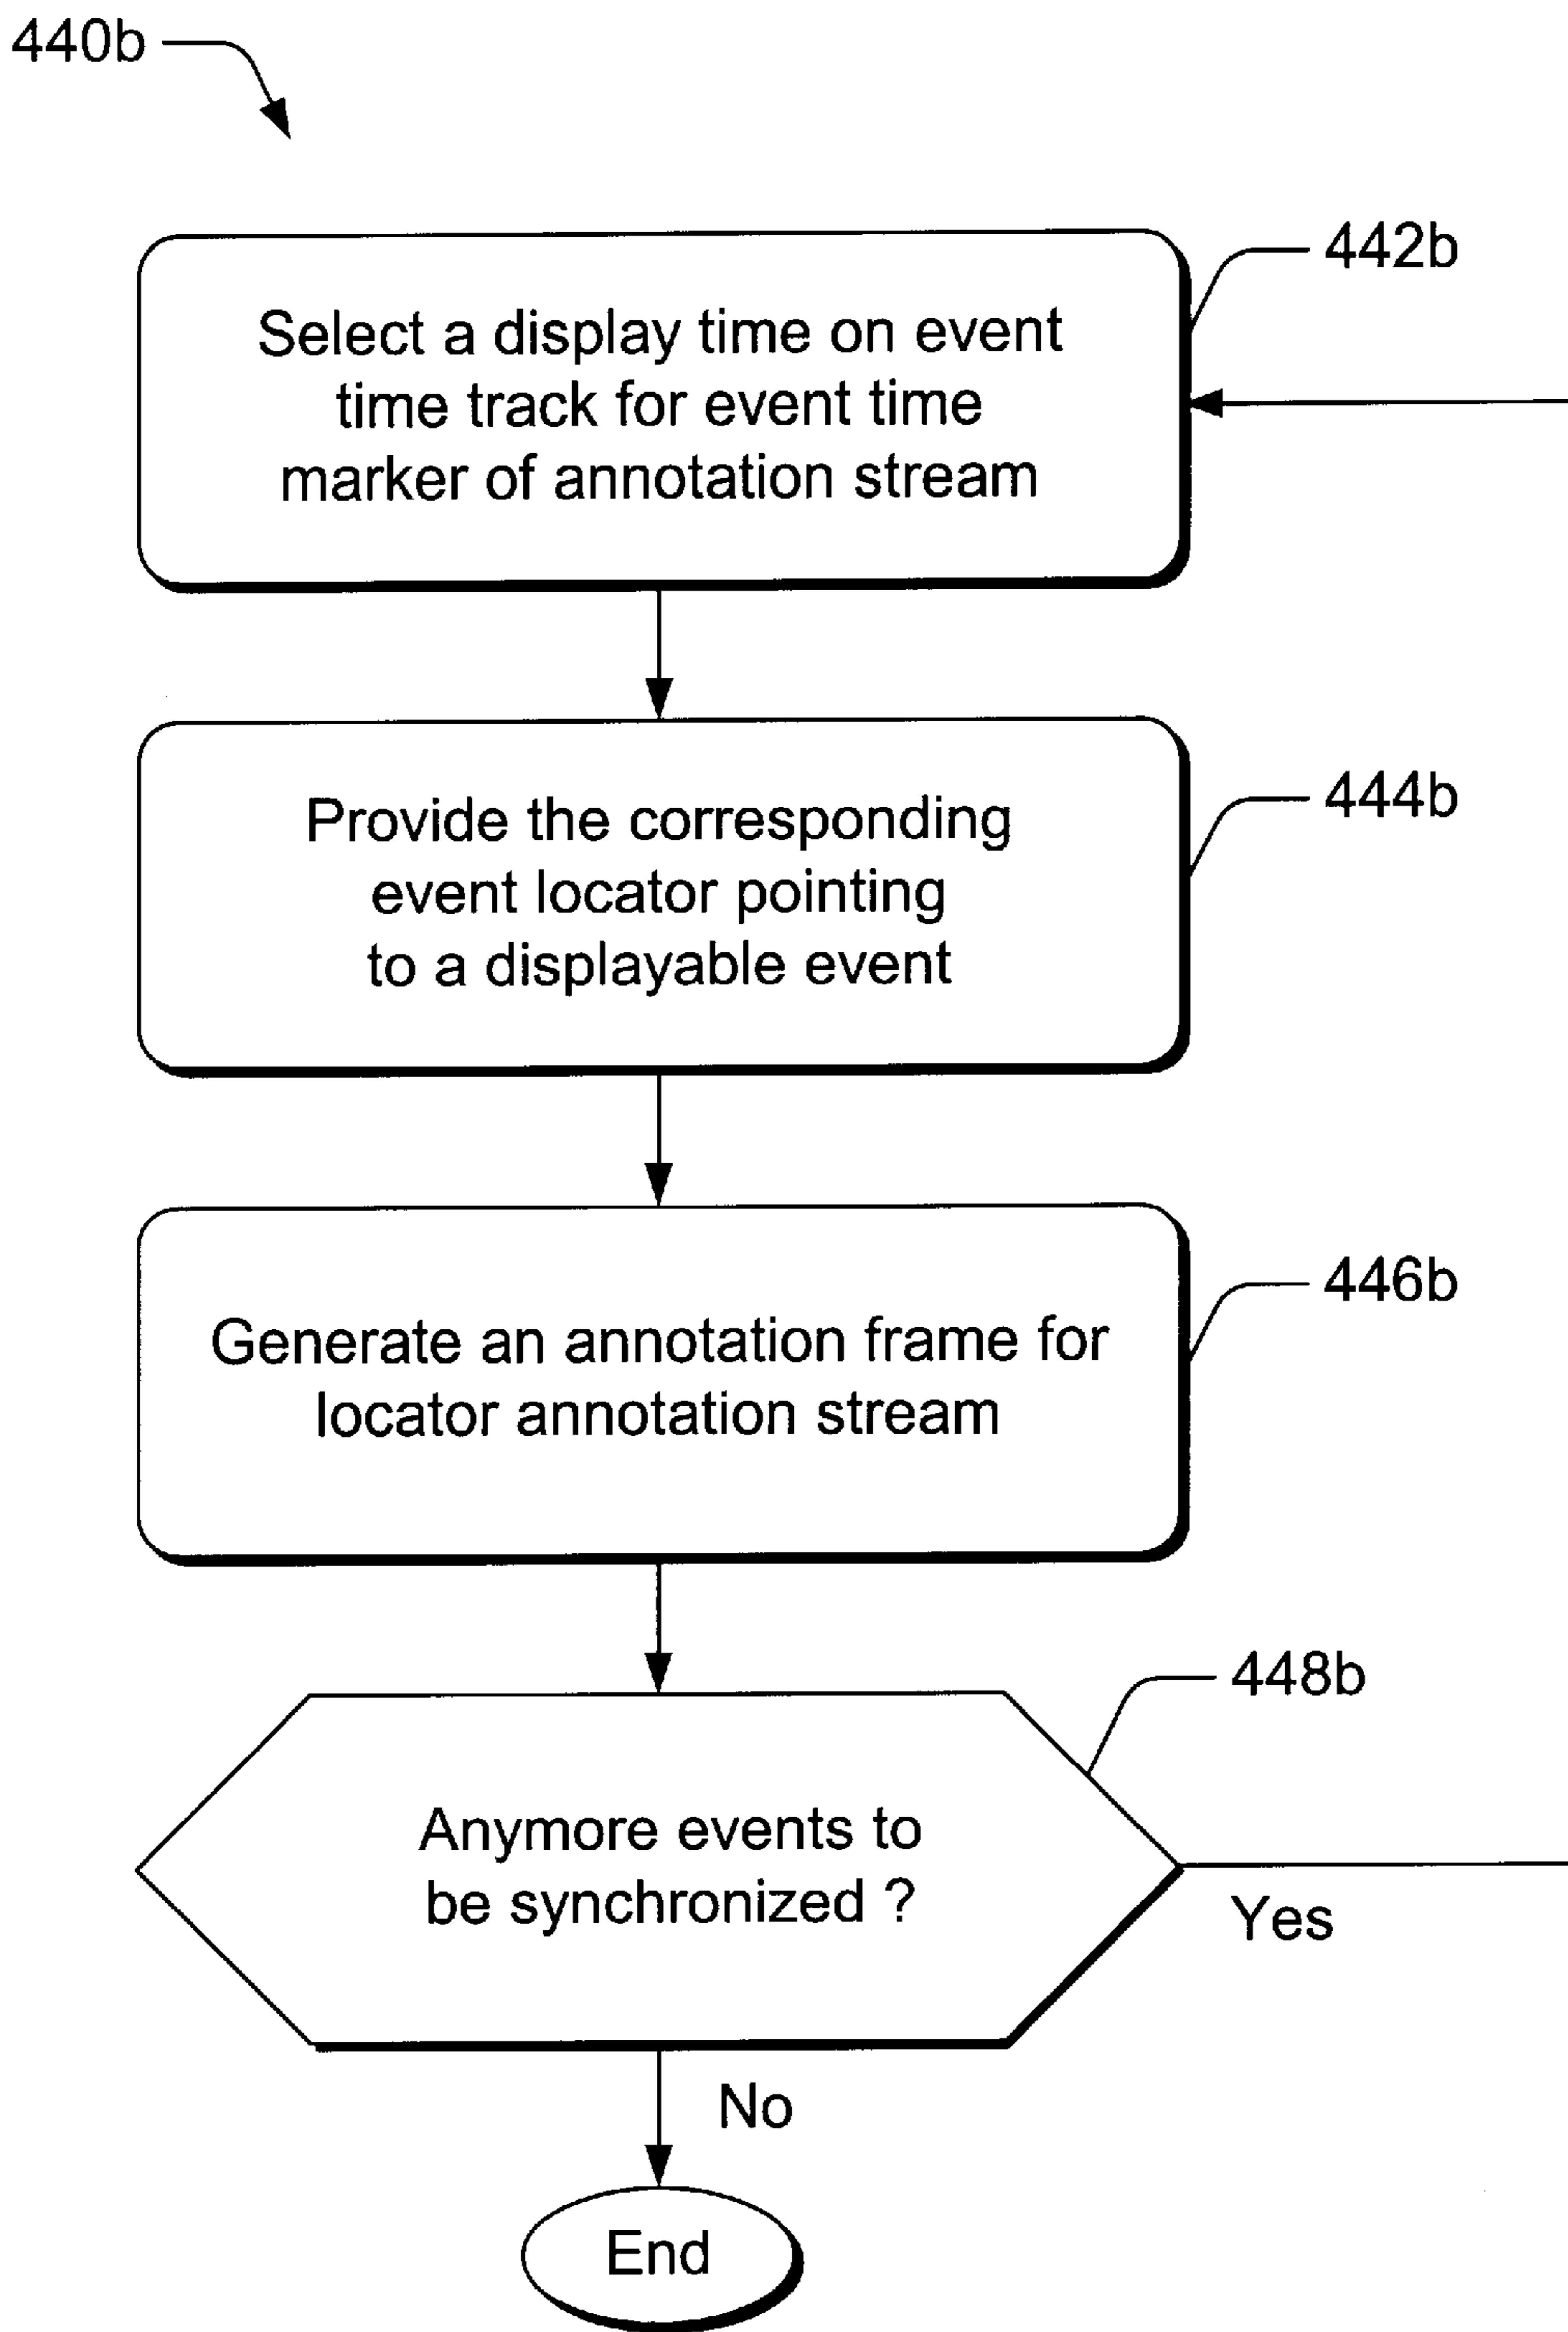 440b
442b
Select a display time on event
time track for event time
marker of annotation stream
444b
Provide the corresponding
event locator pointing
to a displayable event
446b
Generate an annotation frame for
locator annotation stream
448b
Anymore events to
be synchronized ?
Yes
No
End